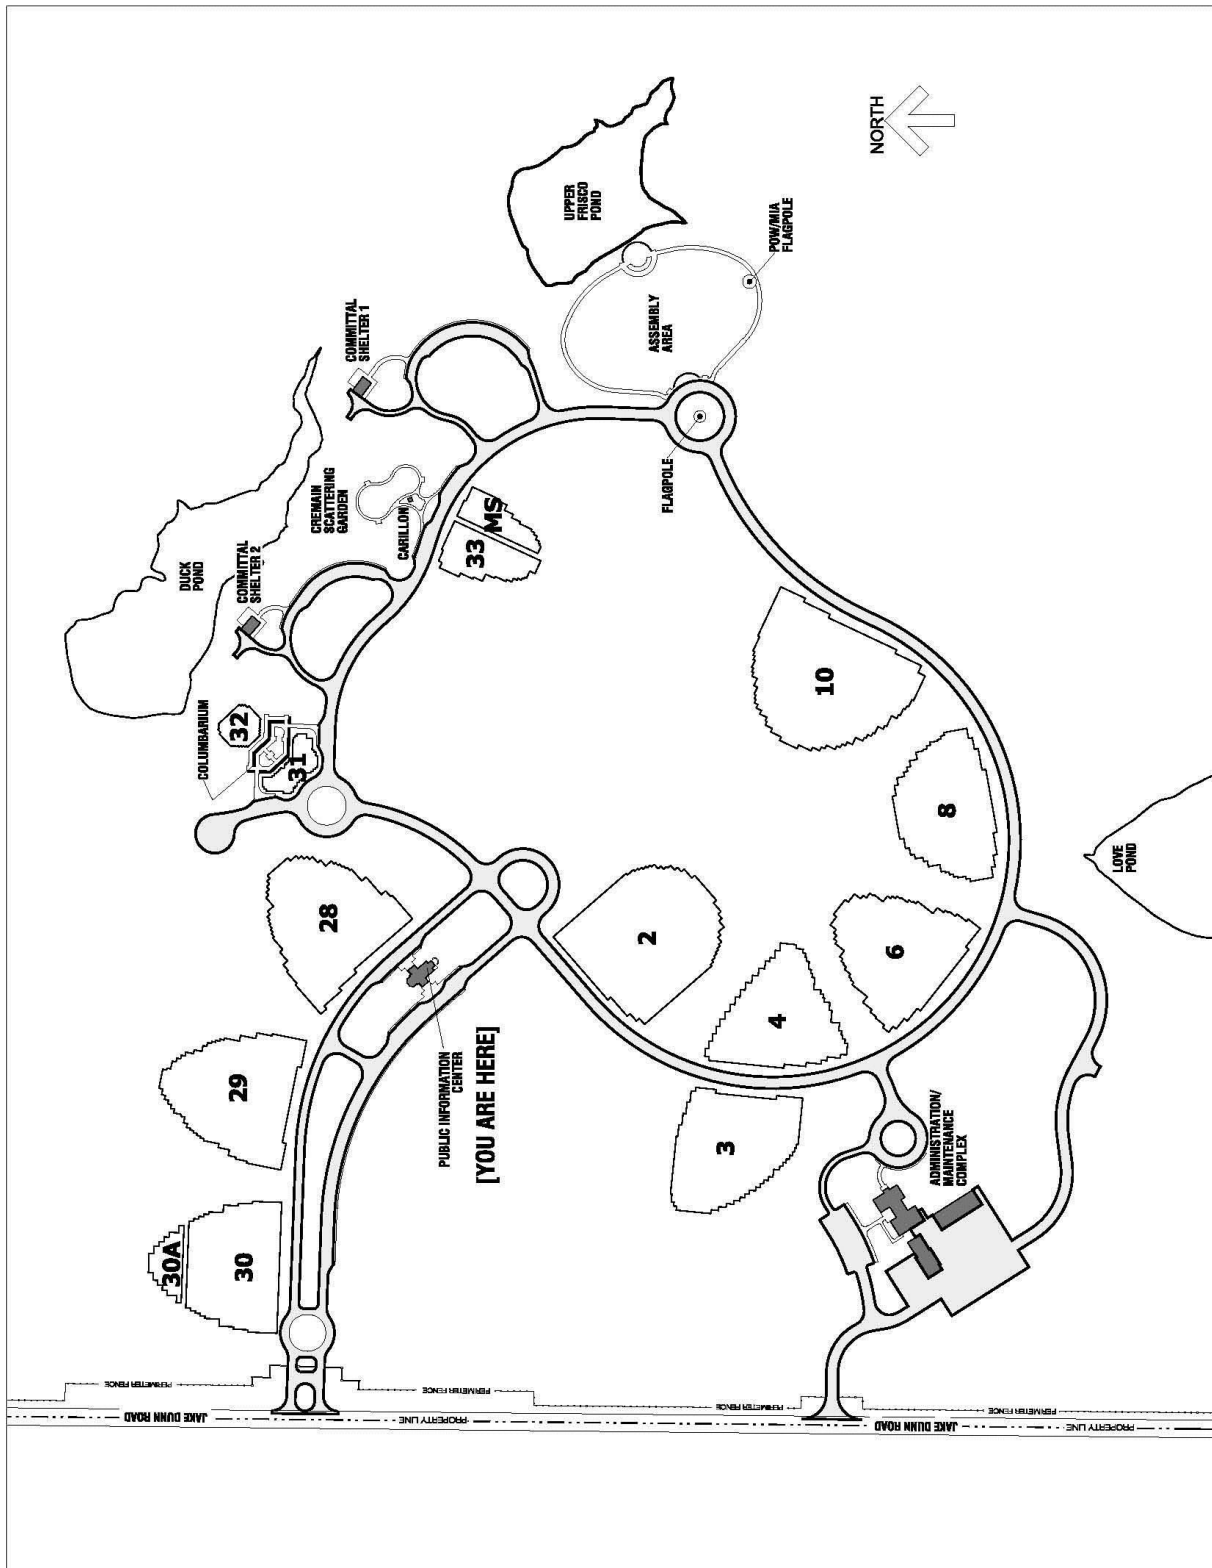 NORTH
UPPER
FRISCO
POND
POW/MIA
FLAGPOLE
ASSEMBLY
AREA
COMMITTAL
SHELTER 1
FLAGPOLE
CREMAIN
SCATTERING
GARDEN
CARILLON
MS
33
DUCK
POND
COMMITTAL
SHELTER 2
COLUMBARIUM
32
31
10
8
LOVE
POND
28
2
6
4
PUBLIC INFORMATION
CENTER
[YOU ARE HERE]
29
3
ADMINISTRATION/
MAINTENANCE
COMPLEX
30A
30
PERIMETER FENCE
PERIMETER FENCE
PERIMETER FENCE
PERIMETER FENCE
JAKE DUNN ROAD
PROPERTY LINE
JAKE DUNN ROAD
PROPERTY LINE